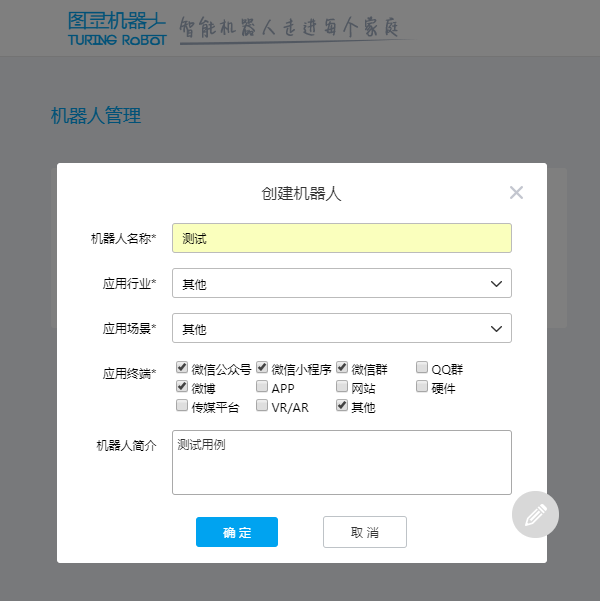 图灵机器人
TURING ROBOT
智能机器人走进每个家庭
机器人管理
创建机器人
机器人名称* 测试
应用行业* 其他
应用场景* 其他
应用终端* 微信公众号 微信小程序 微信群 QQ群
微博 APP 网站 硬件
传媒平台 VR/AR 其他
机器人简介 测试用例
确 定 取 消